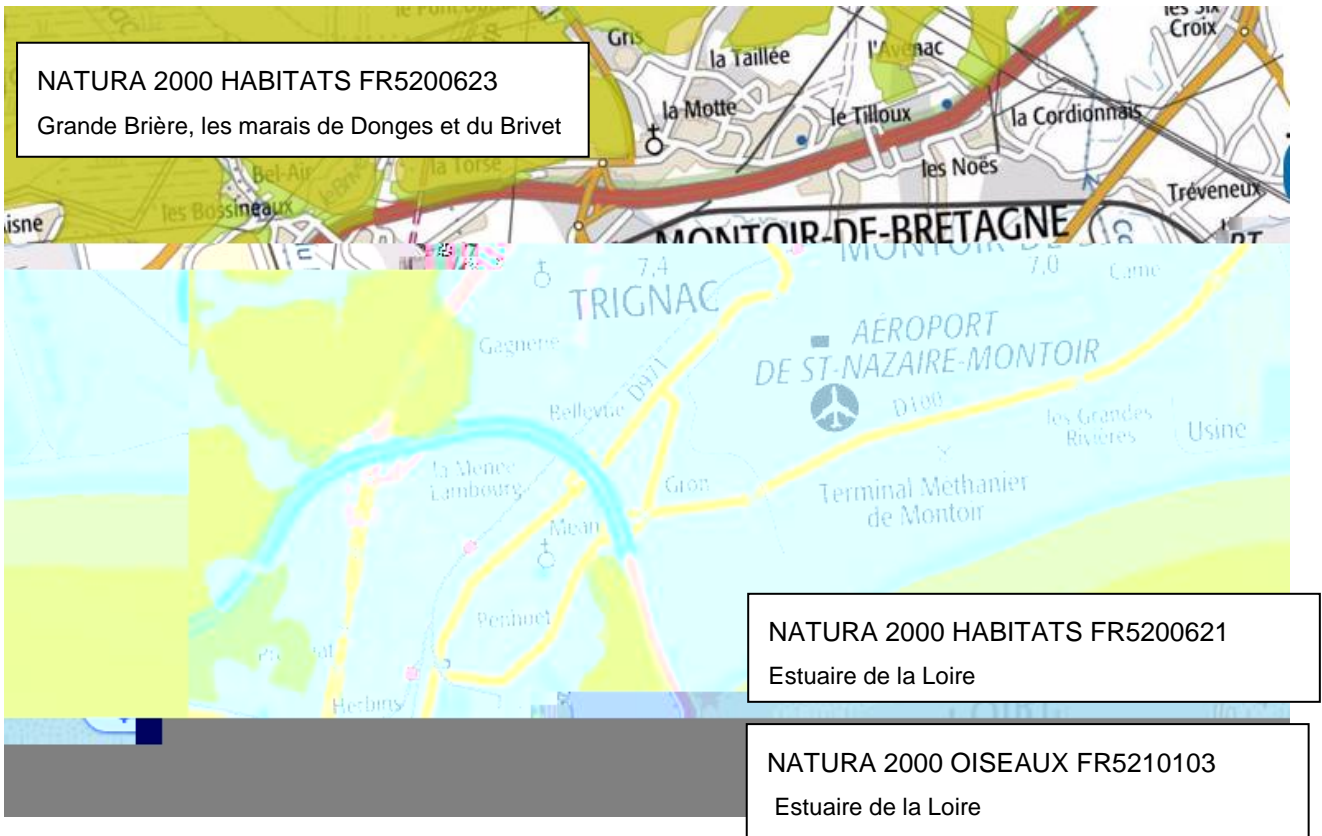 NATURA 2000 HABITATS FR5200623
Grande Brière, les marais de Donges et du Brivet
les Six
Croix
Gris
la Taillée
l'Avenac
la Motte
le Tilloux
la Cordionnais
les Noës
Tréveneux
Bel-Air
la Torse
les Bossineaux
MONTOIR-DE-BRETAGNE
7,4
7,0
TRIGNAC
Gagnerie
AÉROPORT
DE ST-NAZAIRE-MONTOIR
D971
Bellevue
D100
les Grandes
Rivières
Usine
Gron
Terminal Méthanier
de Montoir
Méan
Penhoët
Herbins
NATURA 2000 HABITATS FR5200621
Estuaire de la Loire
NATURA 2000 OISEAUX FR5210103
Estuaire de la Loire